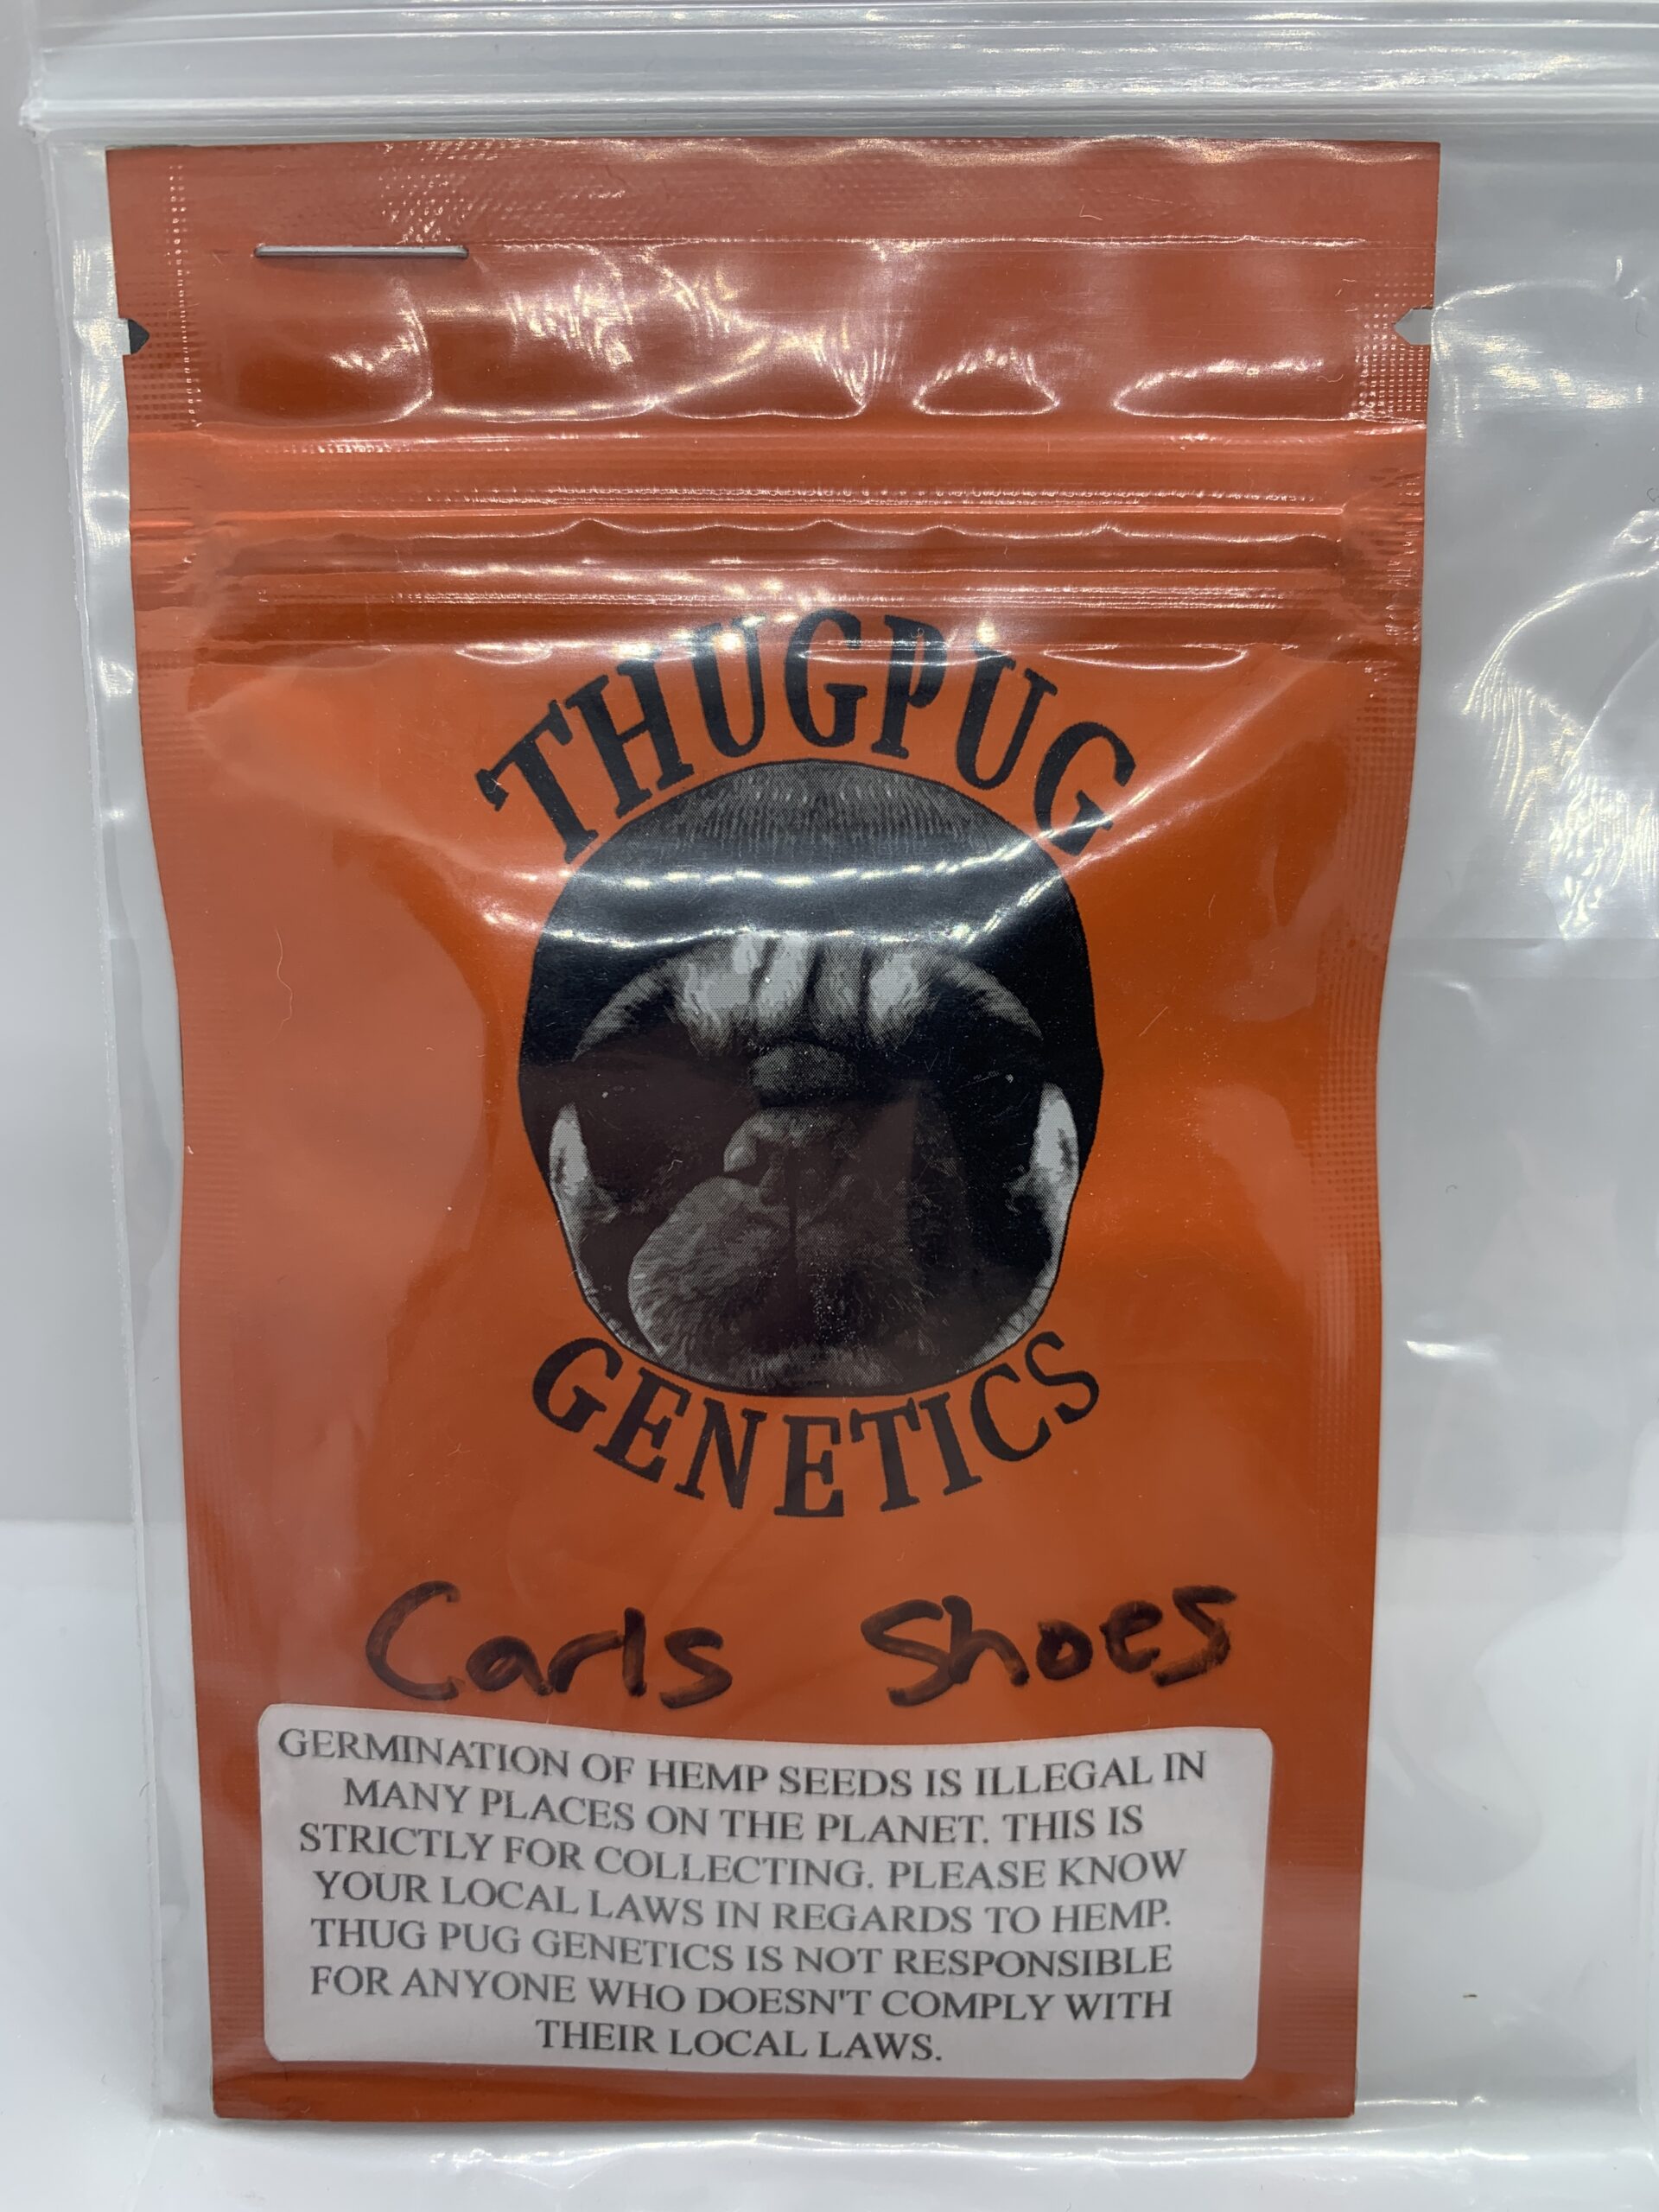 THUGPUG
GENETICS
Carls Shoes
GERMINATION OF HEMP SEEDS IS ILLEGAL IN
MANY PLACES ON THE PLANET. THIS IS
STRICTLY FOR COLLECTING. PLEASE KNOW
YOUR LOCAL LAWS IN REGARDS TO HEMP.
THUG PUG GENETICS IS NOT RESPONSIBLE
FOR ANYONE WHO DOESN'T COMPLY WITH
THEIR LOCAL LAWS.